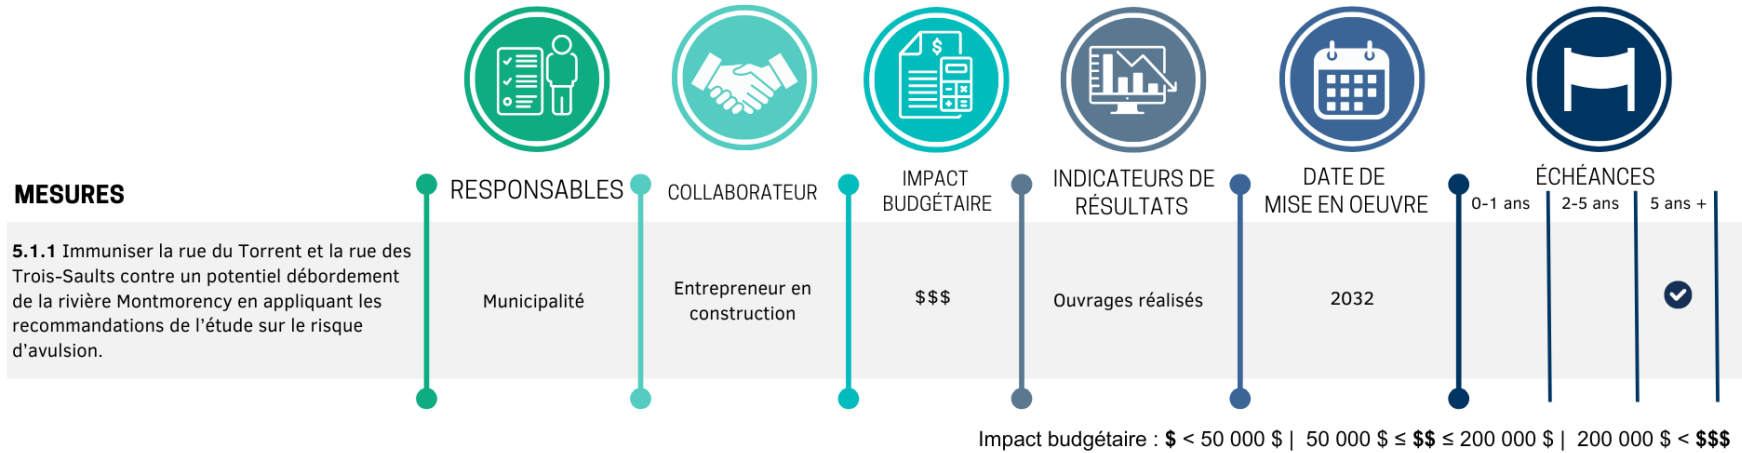 MESURES
RESPONSABLES
COLLABORATEUR
IMPACT
BUDGÉTAIRE
INDICATEURS DE
RÉSULTATS
DATE DE
MISE EN OEUVRE
ÉCHÉANCES
0-1 ans
2-5 ans
5 ans +
5.1.1 Immuniser la rue du Torrent et la rue des
Trois-Saults contre un potentiel débordement
de la rivière Montmorency en appliquant les
recommandations de l'étude sur le risque
d'avulsion.
Municipalité
Entrepreneur en
construction
$$$
Ouvrages réalisés
2032
Impact budgétaire : $ < 50 000 $ | 50 000 $ ≤ $$ ≤ 200 000 $ | 200 000 $ < $$$